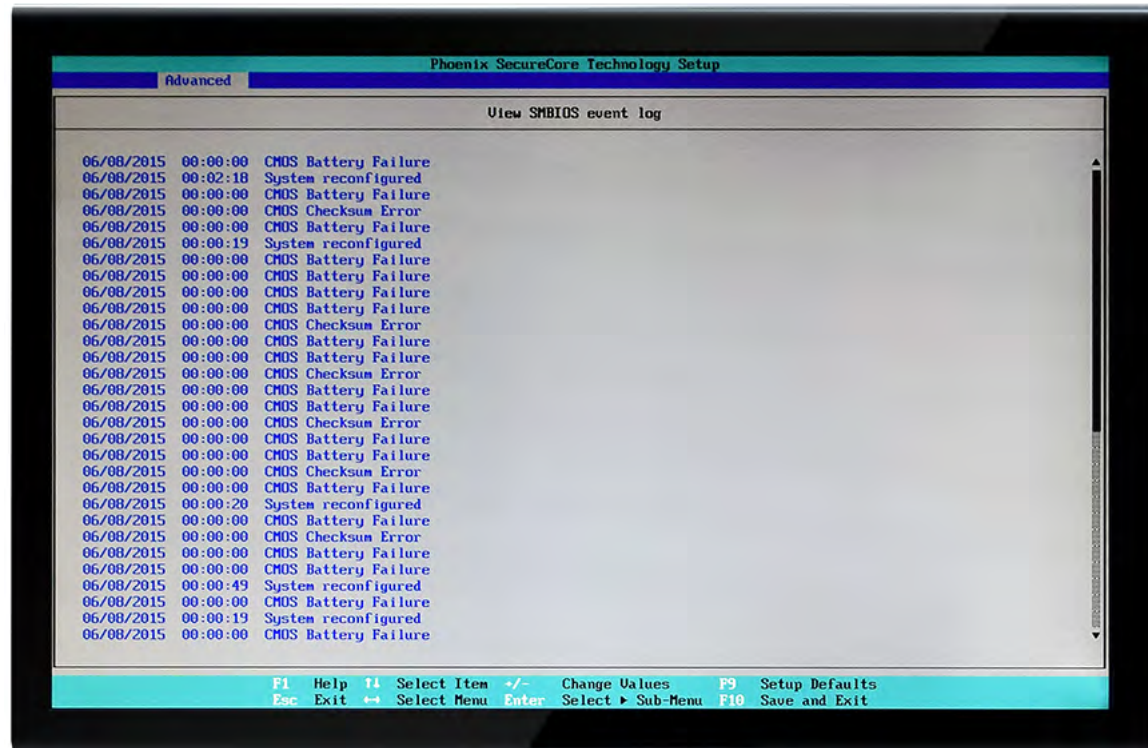 Phoenix SecureCore Technology Setup
Advanced
View SMBIOS event log
06/08/2015 00:00:00 CMOS Battery Failure
06/08/2015 00:02:18 System reconfigured
06/08/2015 00:00:00 CMOS Battery Failure
06/08/2015 00:00:00 CMOS Checksum Error
06/08/2015 00:00:00 CMOS Battery Failure
06/08/2015 00:00:19 System reconfigured
06/08/2015 00:00:00 CMOS Battery Failure
06/08/2015 00:00:00 CMOS Battery Failure
06/08/2015 00:00:00 CMOS Battery Failure
06/08/2015 00:00:00 CMOS Battery Failure
06/08/2015 00:00:00 CMOS Checksum Error
06/08/2015 00:00:00 CMOS Battery Failure
06/08/2015 00:00:00 CMOS Battery Failure
06/08/2015 00:00:00 CMOS Checksum Error
06/08/2015 00:00:00 CMOS Battery Failure
06/08/2015 00:00:00 CMOS Battery Failure
06/08/2015 00:00:00 CMOS Checksum Error
06/08/2015 00:00:00 CMOS Battery Failure
06/08/2015 00:00:00 CMOS Battery Failure
06/08/2015 00:00:00 CMOS Checksum Error
06/08/2015 00:00:00 CMOS Battery Failure
06/08/2015 00:00:20 System reconfigured
06/08/2015 00:00:00 CMOS Battery Failure
06/08/2015 00:00:00 CMOS Checksum Error
06/08/2015 00:00:00 CMOS Battery Failure
06/08/2015 00:00:00 CMOS Battery Failure
06/08/2015 00:00:49 System reconfigured
06/08/2015 00:00:00 CMOS Battery Failure
06/08/2015 00:00:19 System reconfigured
06/08/2015 00:00:00 CMOS Battery Failure
F1 Help ↑↓ Select Item +/- Change Values F9 Setup Defaults
Esc Exit ↔ Select Menu Enter Select ▶ Sub-Menu F10 Save and Exit